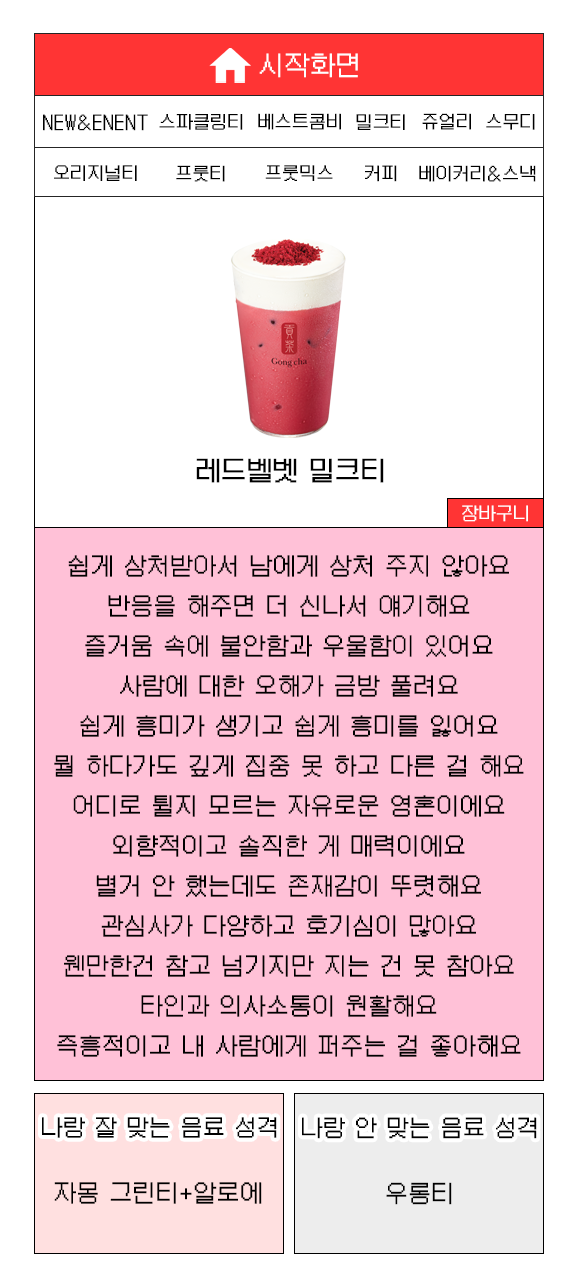 시작화면
NEW&ENENT 스파클링티 베스트콤비 밀크티 쥬얼리 스무디
오리지널티 프룻티 프룻믹스 커피 베이커리&스낵
貢茶
Gong cha
레드벨벳 밀크티
장바구니
쉽게 상처받아서 남에게 상처 주지 않아요
반응을 해주면 더 신나서 얘기해요
즐거움 속에 불안함과 우울함이 있어요
사람에 대한 오해가 금방 풀려요
쉽게 흥미가 생기고 쉽게 흥미를 잃어요
뭘 하다가도 깊게 집중 못 하고 다른 걸 해요
어디로 튈지 모르는 자유로운 영혼이에요
외향적이고 솔직한 게 매력이에요
별거 안 했는데도 존재감이 뚜렷해요
관심사가 다양하고 호기심이 많아요
웬만한건 참고 넘기지만 지는 건 못 참아요
타인과 의사소통이 원활해요
즉흥적이고 내 사람에게 퍼주는 걸 좋아해요
나랑 잘 맞는 음료 성격
자몽 그린티+알로에
나랑 안 맞는 음료 성격
우롱티